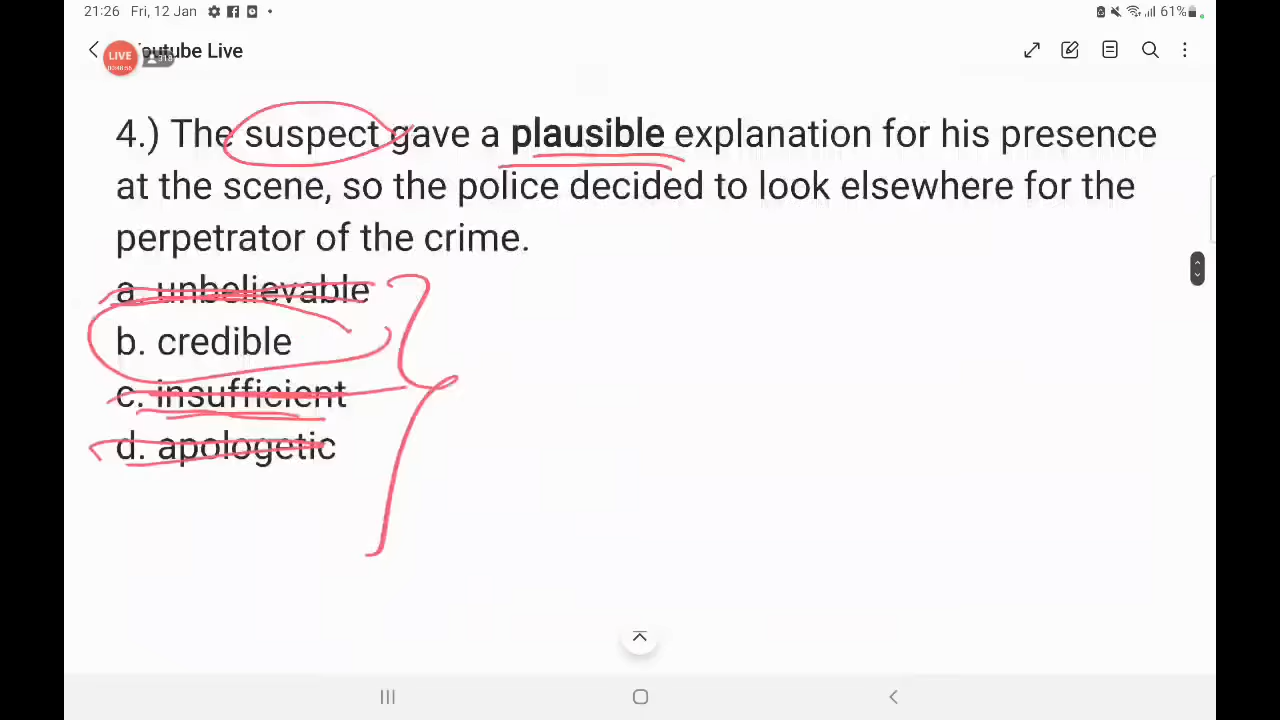 21:26 Fri, 12 Jan
61%
LIVE
outube Live
318
4.) The suspect gave a plausible explanation for his presence
at the scene, so the police decided to look elsewhere for the
perpetrator of the crime.
a. unbelievable
b. credible
c. insufficient
d. apologetic